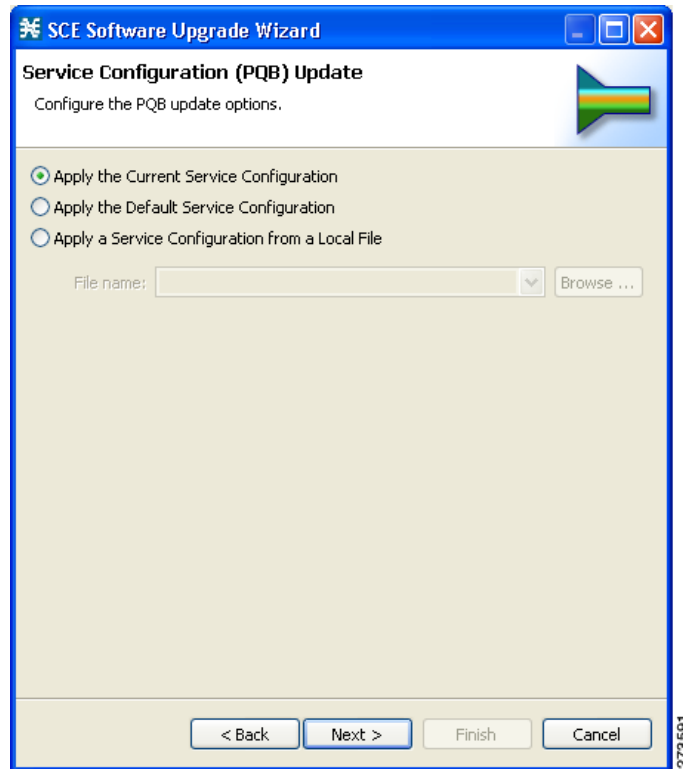 SCE Software Upgrade Wizard
Service Configuration (PQB) Update
Configure the PQB update options.
Apply the Current Service Configuration
Apply the Default Service Configuration
Apply a Service Configuration from a Local File
File name:
Browse ...
< Back
Next >
Finish
Cancel
273591